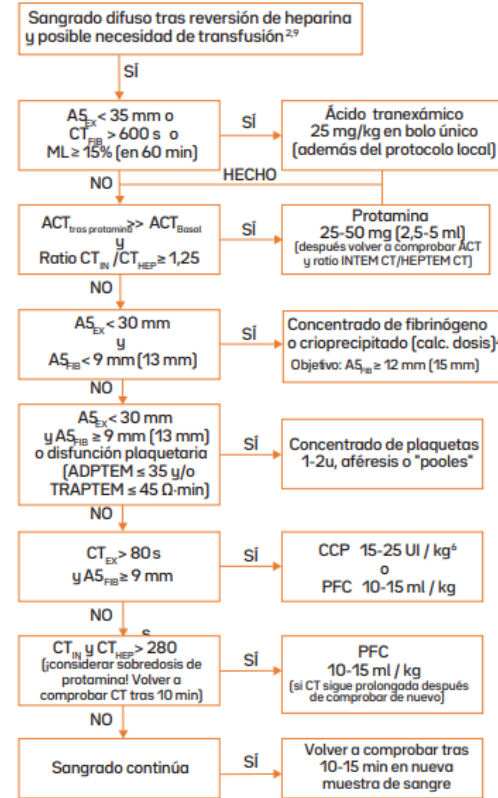 Sangrado difuso tras reversión de heparina
y posible necesidad de transfusión²,⁹
SÍ
A5EX < 35 mm o
CTFIB > 600 s o
ML ≥ 15% (en 60 min)
SÍ
Ácido tranexámico
25 mg/kg en bolo único
(además del protocolo local)
NO
HECHO
ACTtras protamina >> ACTBasal
y
Ratio CTIN /CTHEP ≥ 1,25
SÍ
Protamina
25-50 mg (2,5-5 ml)
(después volver a comprobar ACT
y ratio INTEM CT/HEPTEM CT)
NO
A5EX < 30 mm
y
A5FIB < 9 mm (13 mm)
SÍ
Concentrado de fibrinógeno
o crioprecipitado (calc. dosis)
Objetivo: A5FIB ≥ 12 mm (15 mm)
NO
A5EX < 30 mm
y A5FIB ≥ 9 mm (13 mm)
o disfunción plaquetaria
(ADPTEM ≤ 35 y/o
TRAPTEM ≤ 45 Ω·min)
SÍ
Concentrado de plaquetas
1-2u, aféresis o "pooles"
NO
CTEX > 80 s
y A5FIB ≥ 9 mm
SÍ
CCP 15-25 UI / kg⁶
o
PFC 10-15 ml / kg
NO
CTIN y CTHEP > 280
(¡considerar sobredosis de
protamina! Volver a
comprobar CT tras 10 min)
SÍ
PFC
10-15 ml / kg
(si CT sigue prolongada después
de comprobar de nuevo)
NO
Sangrado continúa
SÍ
Volver a comprobar tras
10-15 min en nueva
muestra de sangre